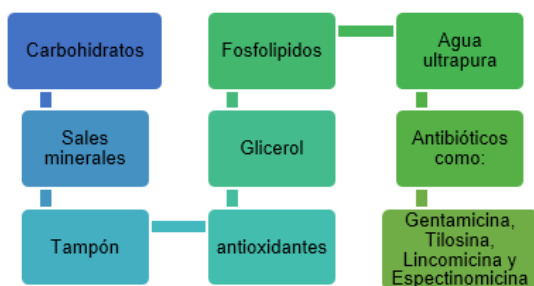 Carbohidratos
Sales
minerales
Tampón
antioxidantes
Glicerol
Fosfolipidos
Agua
ultrapura
Antibióticos
como:
Gentamicina,
Tilosina,
Lincomicina y
Espectinomicina